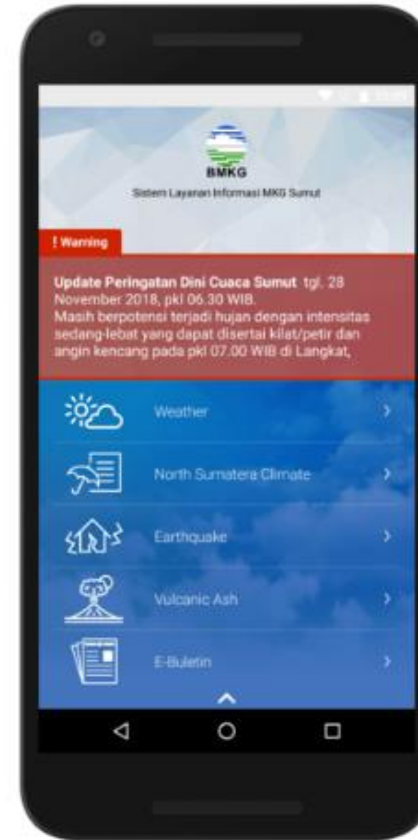 BMKG
Sistem Layanan Informasi MKG Sumut
! Warning
Update Peringatan Dini Cuaca Sumut tgl. 28
November 2018, pkl 06.30 WIB.
Masih berpotensi terjadi hujan dengan intensitas
sedang-lebat yang dapat disertai kilat/petir dan
angin kencang pada pkl 07.00 WIB di Langkat,
Weather
North Sumatera Climate
Earthquake
Vulcanic Ash
E-Buletin